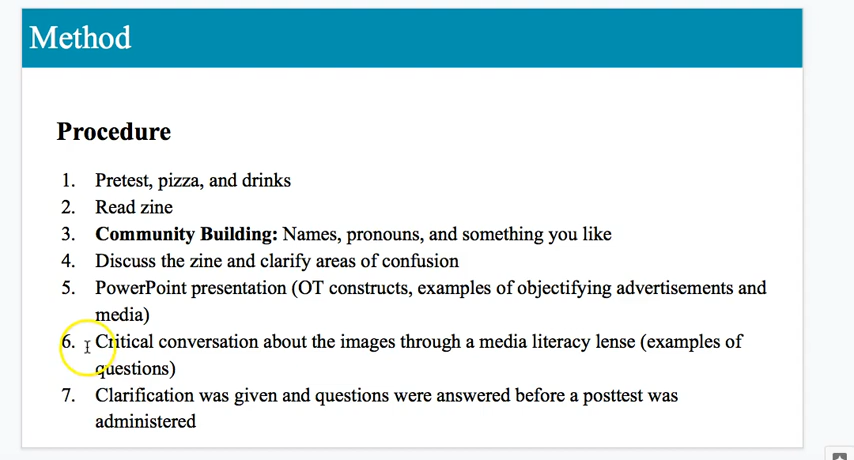 Method
Procedure
1. Pretest, pizza, and drinks
2. Read zine
3. Community Building: Names, pronouns, and something you like
4. Discuss the zine and clarify areas of confusion
5. PowerPoint presentation (OT constructs, examples of objectifying advertisements and
media)
6. Critical conversation about the images through a media literacy lense (examples of
questions)
7. Clarification was given and questions were answered before a posttest was
administered